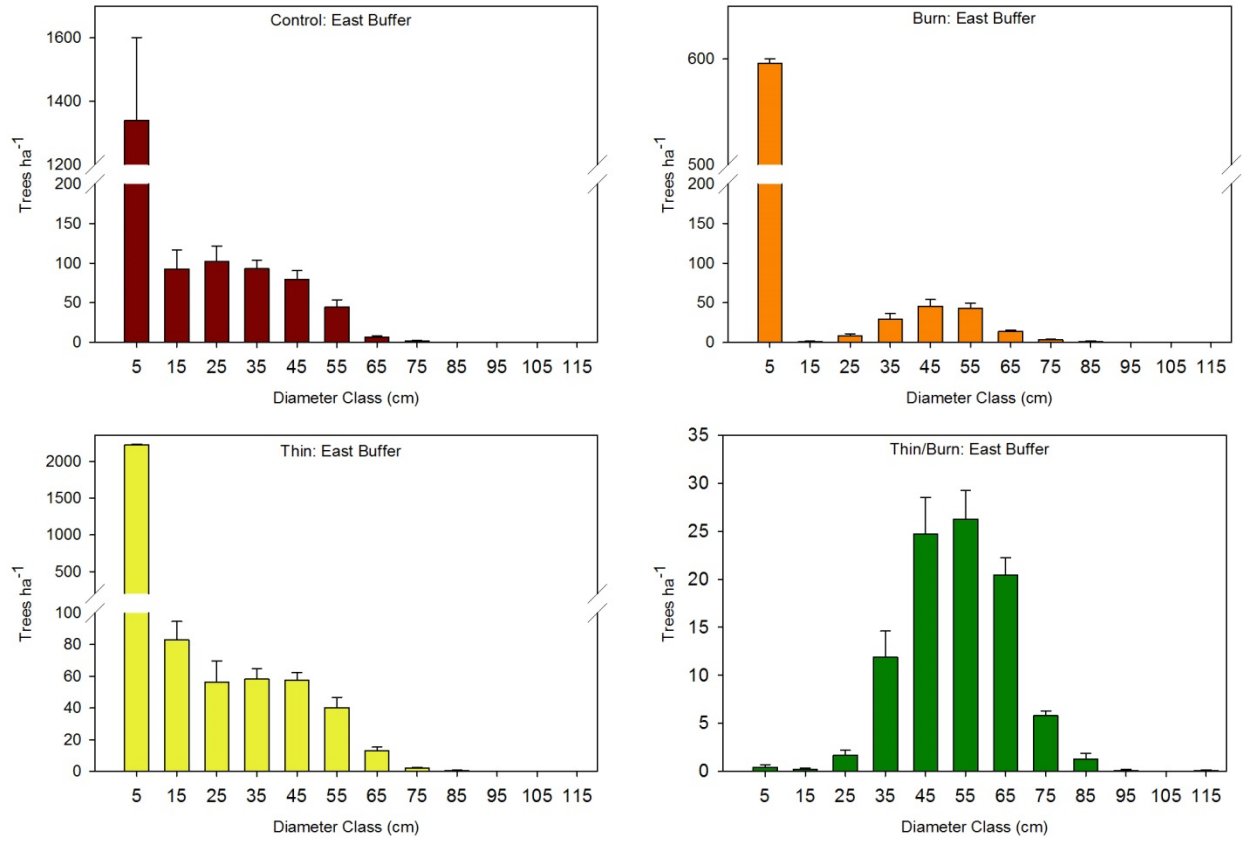 Control: East Buffer
1600
1400
1200
200
150
100
50
0
Trees ha-1
5 15 25 35 45 55 65 75 85 95 105 115
Diameter Class (cm)
Burn: East Buffer
600
500
200
150
100
50
0
Trees ha-1
5 15 25 35 45 55 65 75 85 95 105 115
Diameter Class (cm)
Thin: East Buffer
2000
1500
1000
500
100
80
60
40
20
0
Trees ha-1
5 15 25 35 45 55 65 75 85 95 105 115
Diameter Class (cm)
Thin/Burn: East Buffer
35
30
25
20
15
10
5
0
Trees ha-1
5 15 25 35 45 55 65 75 85 95 105 115
Diameter Class (cm)